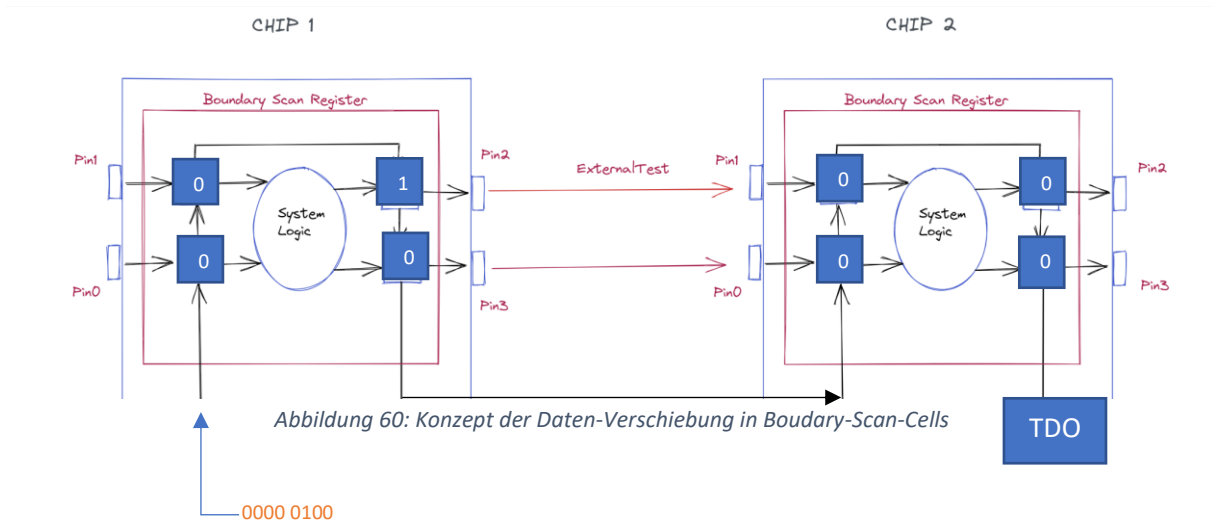 CHIP 1
CHIP 2
Boundary Scan Register
Boundary Scan Register
Pin1
0
1
Pin2
ExternalTest
Pin1
0
0
Pin2
System
Logic
System
Logic
0
0
0
0
Pin0
Pin3
Pin0
Pin3
Abbildung 60: Konzept der Daten-Verschiebung in Boudary-Scan-Cells
TDO
0000 0100